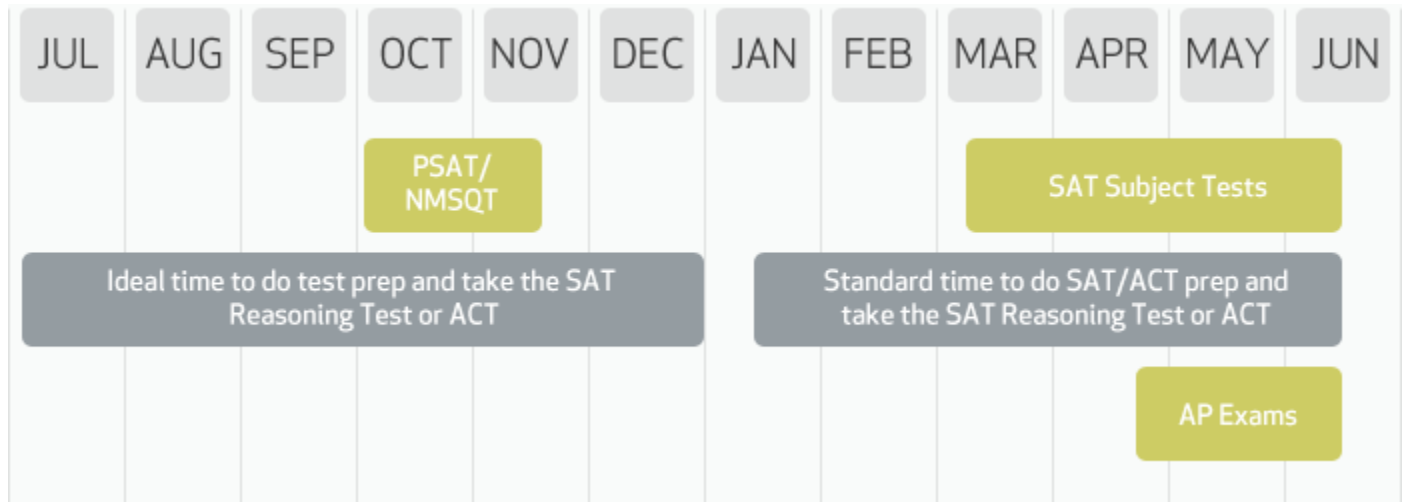 JUL AUG SEP OCT NOV DEC JAN FEB MAR APR MAY JUN
PSAT/
NMSQT
SAT Subject Tests
Ideal time to do test prep and take the SAT
Reasoning Test or ACT
Standard time to do SAT/ACT prep and
take the SAT Reasoning Test or ACT
AP Exams